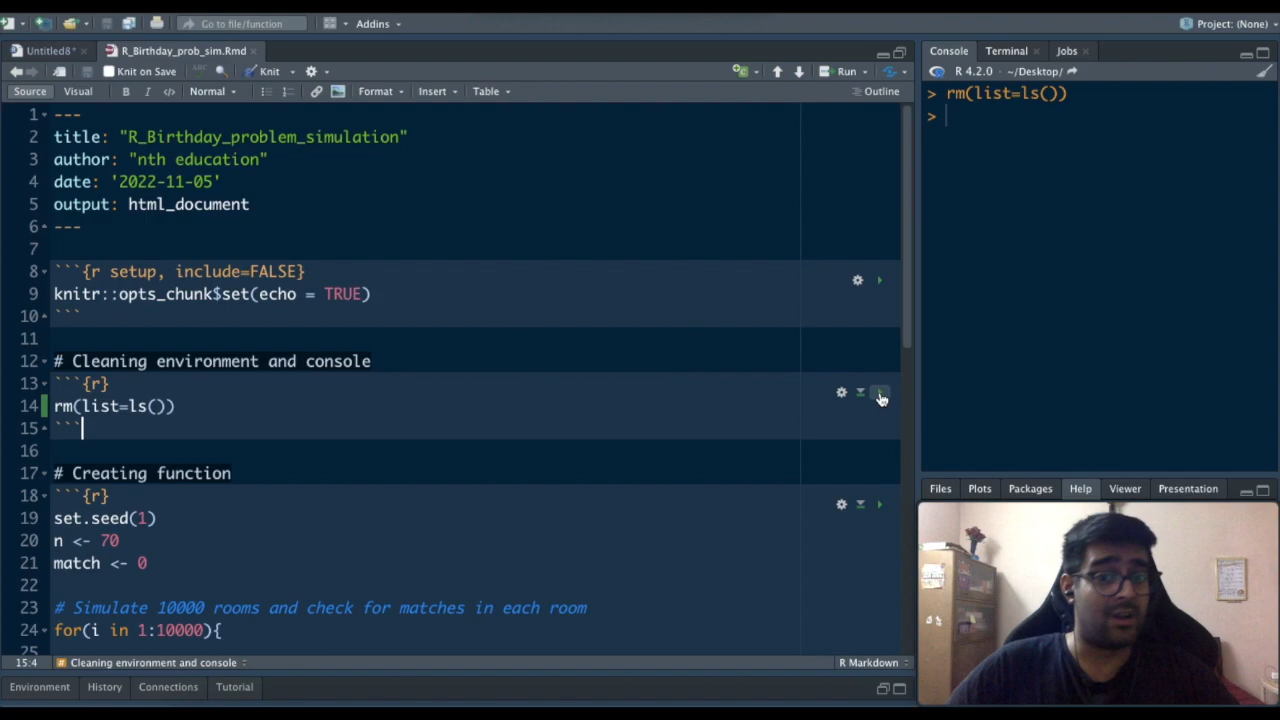 Go to file/function
Addins
Project: (None)
Untitled8*
R_Birthday_prob_sim.Rmd
Knit on Save
ABC
Knit
Run
Source
Visual
B
I
Normal
Format
Insert
Table
Outline
1 ---
2 title: "R_Birthday_problem_simulation"
3 author: "nth education"
4 date: '2022-11-05'
5 output: html_document
6 ---
7
8 ```{r setup, include=FALSE}
9 knitr::opts_chunk$set(echo = TRUE)
10 ```
11
12 # Cleaning environment and console
13 ```{r}
14 rm(list=ls())
15 ```
16
17 # Creating function
18 ```{r}
19 set.seed(1)
20 n <- 70
21 match <- 0
22
23 # Simulate 10000 rooms and check for matches in each room
24 for(i in 1:10000){
25
15:4
# Cleaning environment and console
R Markdown
Environment
History
Connections
Tutorial
Console
Terminal
Jobs
R 4.2.0 · ~/Desktop/
> rm(list=ls())
>
Files
Plots
Packages
Help
Viewer
Presentation